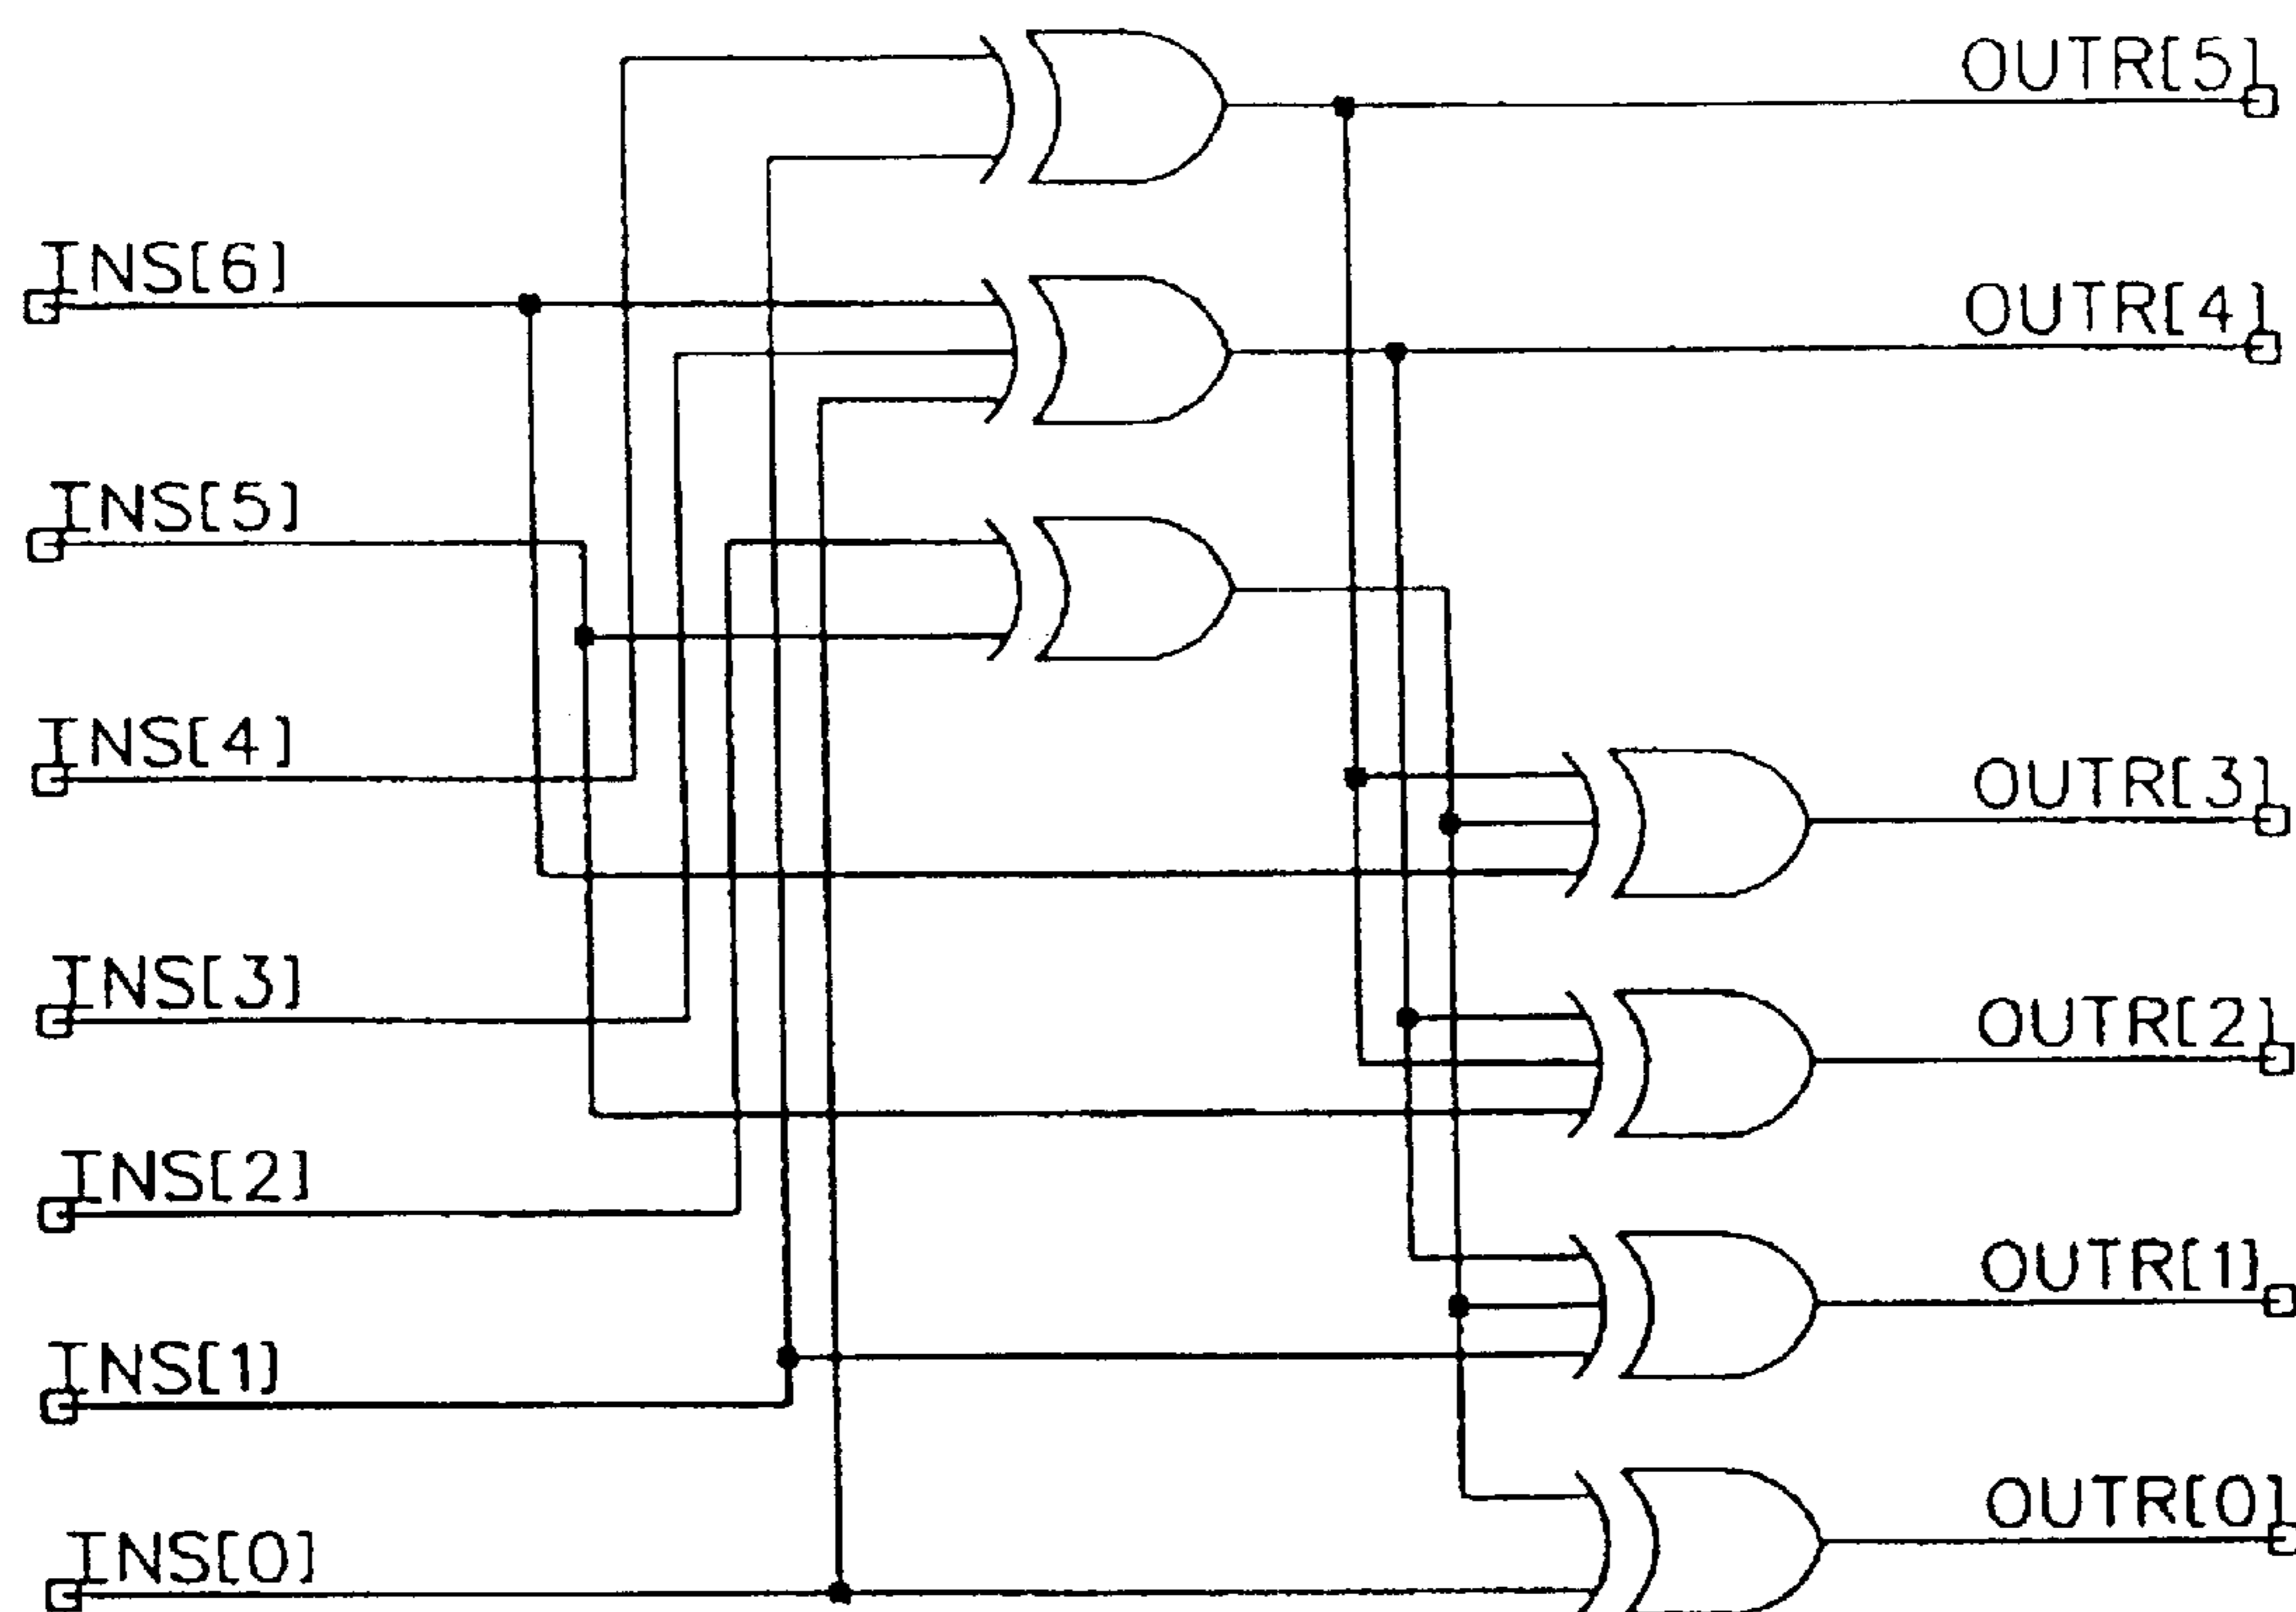 OUTR[5]
INS[6]
OUTR[4]
INS[5]
INS[4]
OUTR[3]
INS[3]
OUTR[2]
INS[2]
OUTR[1]
INS[1]
OUTR[0]
INS[0]